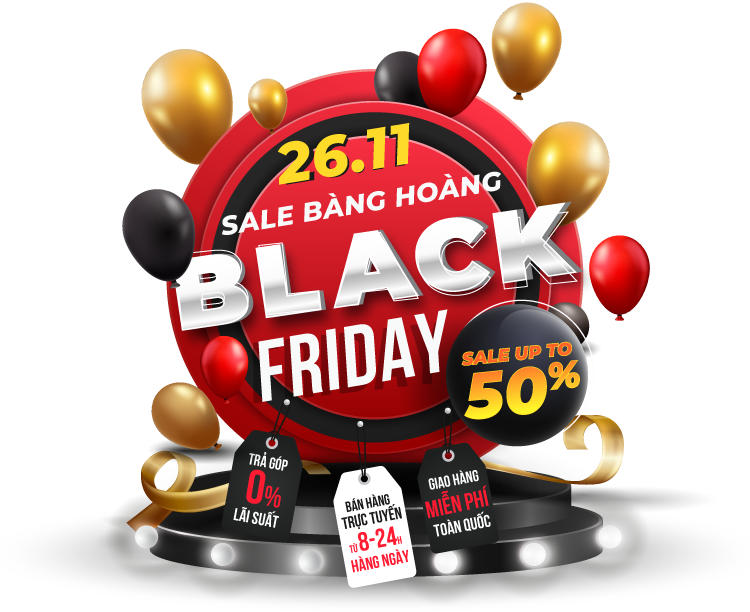 26.11
SALE BÀNG HOÀNG
BLACK
FRIDAY
SALE UP TO
50%
TRẢ GÓP
0%
LÃI SUẤT
BÁN HÀNG
TRỰC TUYẾN
TỪ 8-24H
HÀNG NGÀY
GIAO HÀNG
MIỄN PHÍ
TOÀN QUỐC